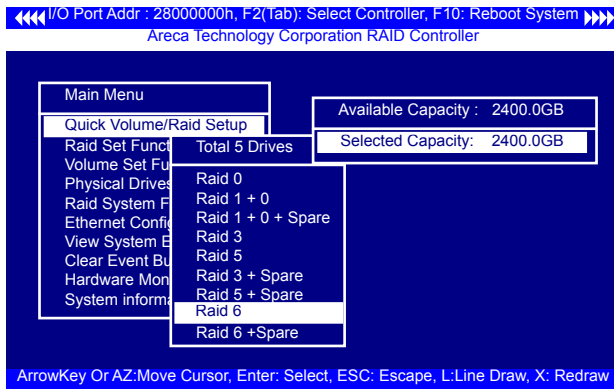 I/O Port Addr : 28000000h, F2(Tab): Select Controller, F10: Reboot System
Areca Technology Corporation RAID Controller
Main Menu
Quick Volume/Raid Setup
Raid Set Funct
Volume Set Fu
Physical Drives
Raid System F
Ethernet Config
View System E
Clear Event Bu
Hardware Mon
System informa
Total 5 Drives
Raid 0
Raid 1 + 0
Raid 1 + 0 + Spare
Raid 3
Raid 5
Raid 3 + Spare
Raid 5 + Spare
Raid 6
Raid 6 +Spare
Available Capacity : 2400.0GB
Selected Capacity: 2400.0GB
ArrowKey Or AZ:Move Cursor, Enter: Select, ESC: Escape, L:Line Draw, X: Redraw